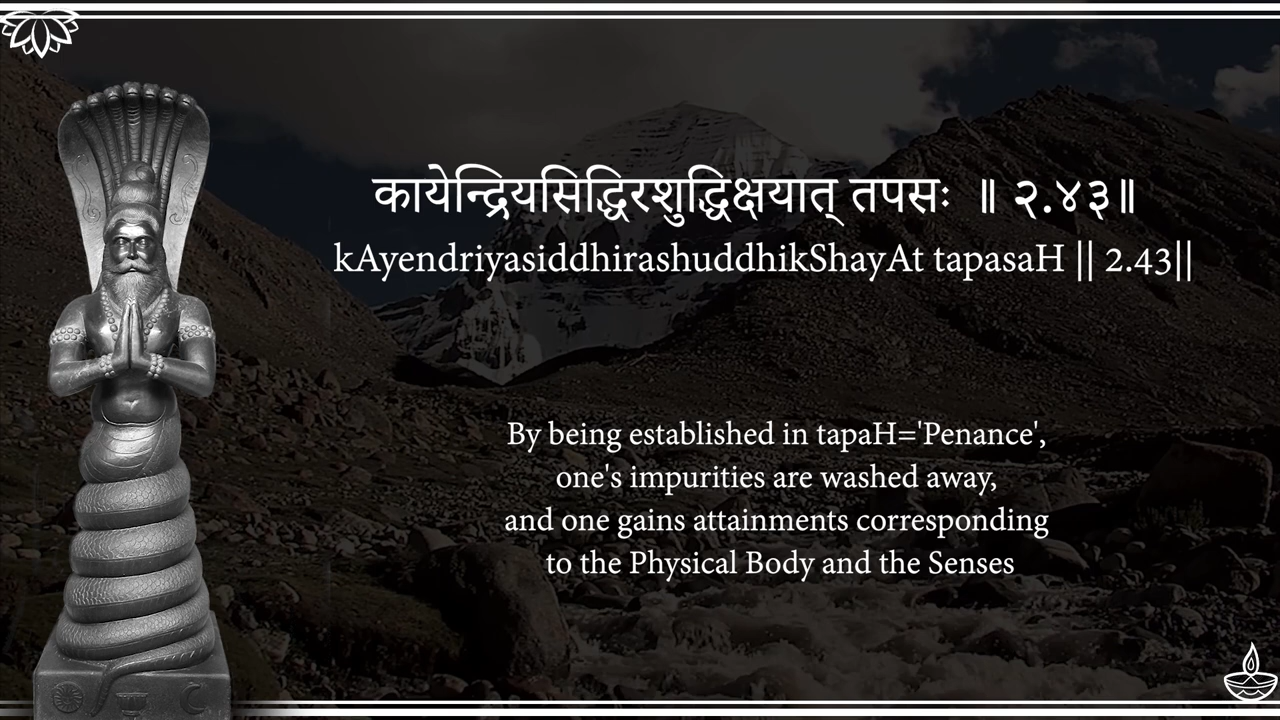 कायेन्द्रियसिद्धिरशुद्धिक्षयात् तपसः ॥ २.४३॥
kAyendriyasiddhirashuddhikShayAt tapasaH || 2.43||
By being established in tapaH='Penance',
one's impurities are washed away,
and one gains attainments corresponding
to the Physical Body and the Senses